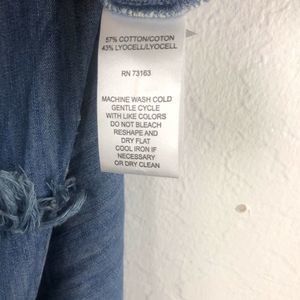 57% COTTON/COTON
43% LYOCELL/LYOCELL
RN 73163
MACHINE WASH COLD
GENTLE CYCLE
WITH LIKE COLORS
DO NOT BLEACH
RESHAPE AND
DRY FLAT
COOL IRON IF
NECESSARY
OR DRY CLEAN